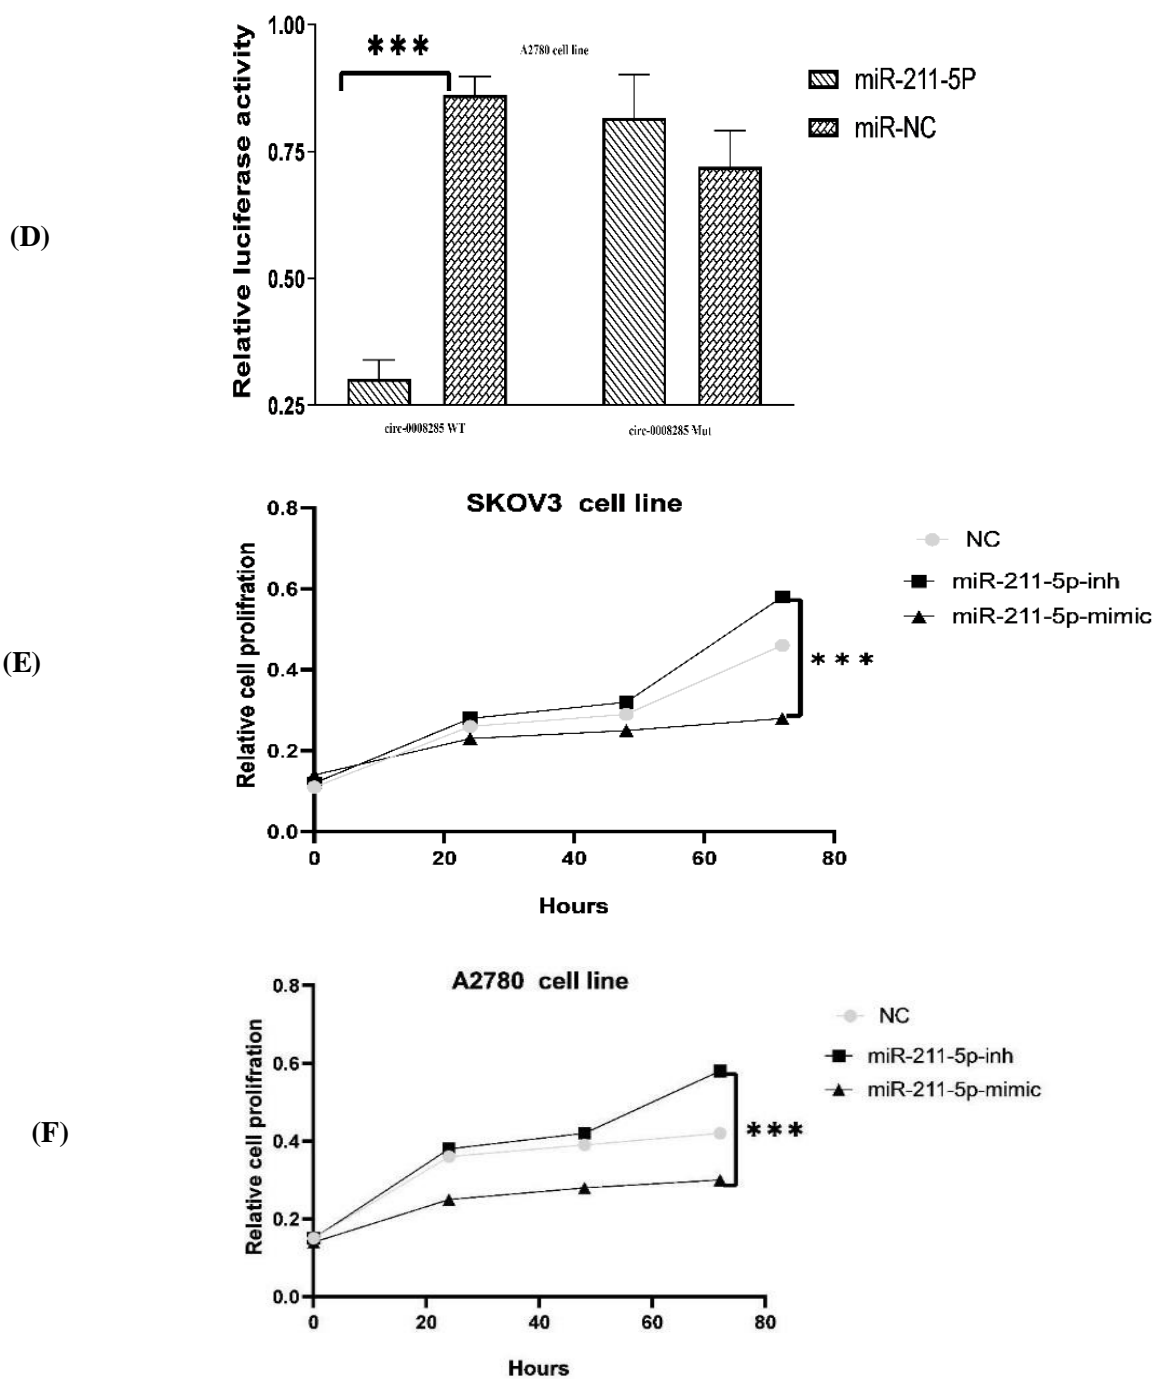 (D)
Relative luciferase activity
1.00
0.75
0.50
0.25
***
A2780 cell line
miR-211-5P
miR-NC
circ-0008285 WT
circ-0008285 Mut
(E)
SKOV3 cell line
Relative cell prolifration
0.8
0.6
0.4
0.2
0.0
0 20 40 60 80
Hours
NC
miR-211-5p-inh
miR-211-5p-mimic
***
(F)
A2780 cell line
Relative cell prolifration
0.8
0.6
0.4
0.2
0.0
0 20 40 60 80
Hours
NC
miR-211-5p-inh
miR-211-5p-mimic
***